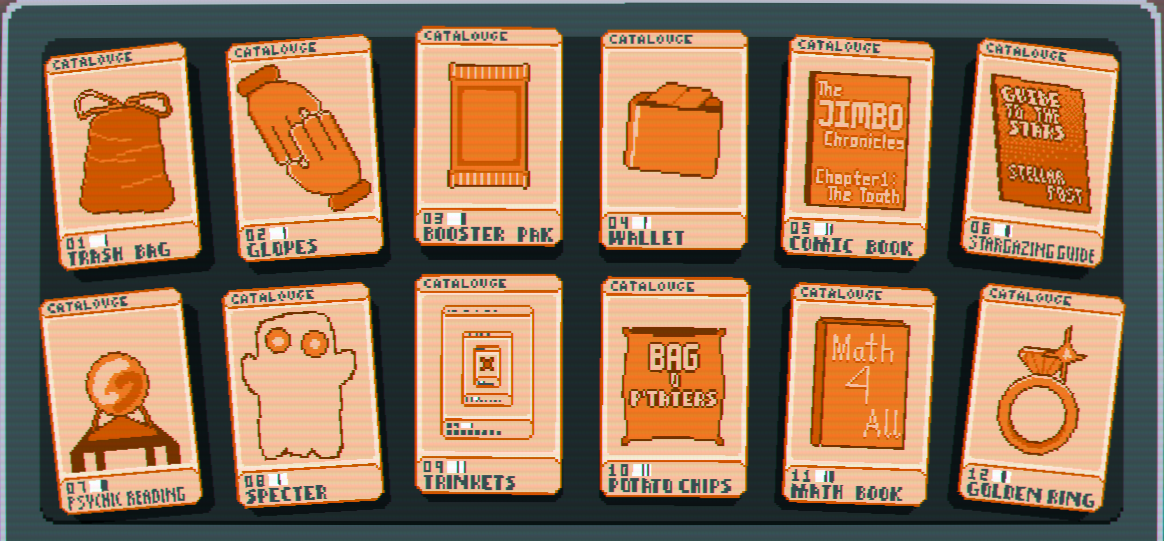 CATALOUGE
TRASH BAG
01
CATALOUGE
02
GLOPES
CATALOUGE
03
BOOSTER PAK
CATALOUGE
04
WALLET
CATALOUGE
The
JIMBO
Chronicles
Chapter 1:
The Tooth
05
COMIC BOOK
CATALOUGE
GUIDE
TO THE
STARS
STELLAR
POST
06
STARGAZING GUIDE
CATALOUGE
07
PSYCHIC READING
CATALOUGE
08
SPECTER
CATALOUGE
09
TRINKETS
CATALOUGE
BAG
O
P'TATERS
10
POTATO CHIPS
CATALOUGE
Math
4
All
11
MATH BOOK
CATALOUGE
12
GOLDEN RING